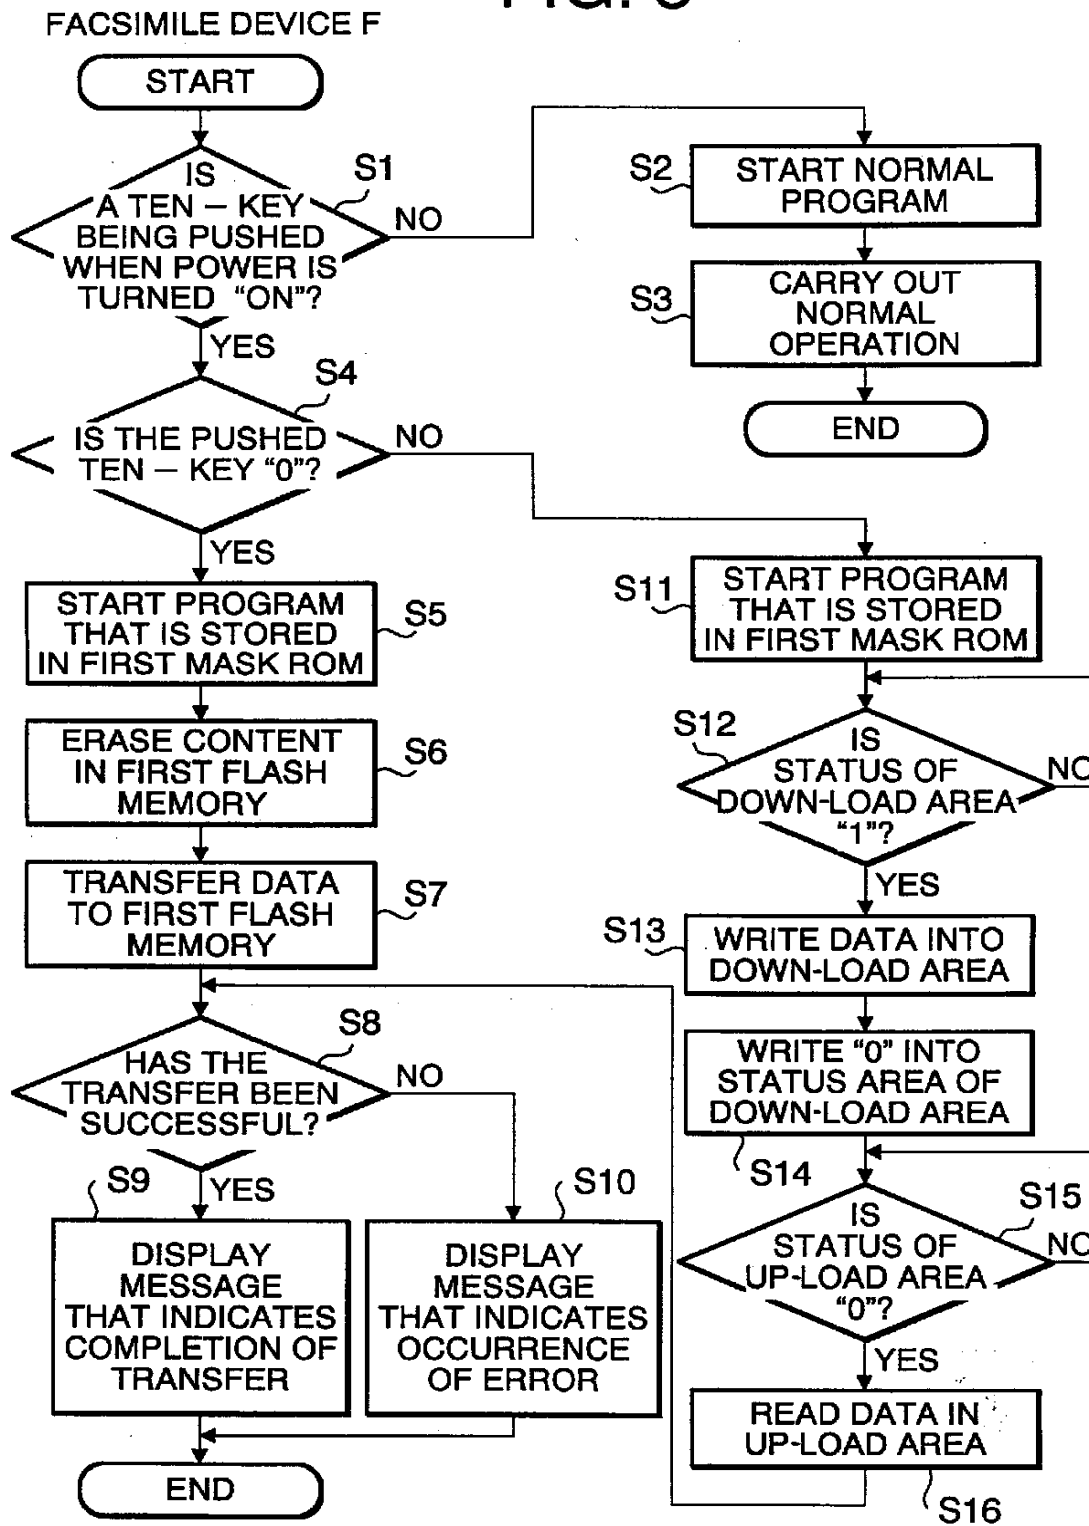 FACSIMILE DEVICE F
START
IS
A TEN – KEY
BEING PUSHED
WHEN POWER IS
TURNED "ON"?
S1
NO
YES
S2
START NORMAL
PROGRAM
S3
CARRY OUT
NORMAL
OPERATION
END
S4
IS THE PUSHED
TEN – KEY "0"?
NO
YES
START PROGRAM
THAT IS STORED
IN FIRST MASK ROM
S5
ERASE CONTENT
IN FIRST FLASH
MEMORY
S6
TRANSFER DATA
TO FIRST FLASH
MEMORY
S7
S8
HAS THE
TRANSFER BEEN
SUCCESSFUL?
NO
YES
S9
DISPLAY
MESSAGE
THAT INDICATES
COMPLETION OF
TRANSFER
S10
DISPLAY
MESSAGE
THAT INDICATES
OCCURRENCE
OF ERROR
END
S11
START PROGRAM
THAT IS STORED
IN FIRST MASK ROM
S12
IS
STATUS OF
DOWN-LOAD AREA
"1"?
NO
YES
S13
WRITE DATA INTO
DOWN-LOAD AREA
WRITE "0" INTO
STATUS AREA OF
DOWN-LOAD AREA
S14
S15
IS
STATUS OF
UP-LOAD AREA
"0"?
NO
YES
READ DATA IN
UP-LOAD AREA
S16